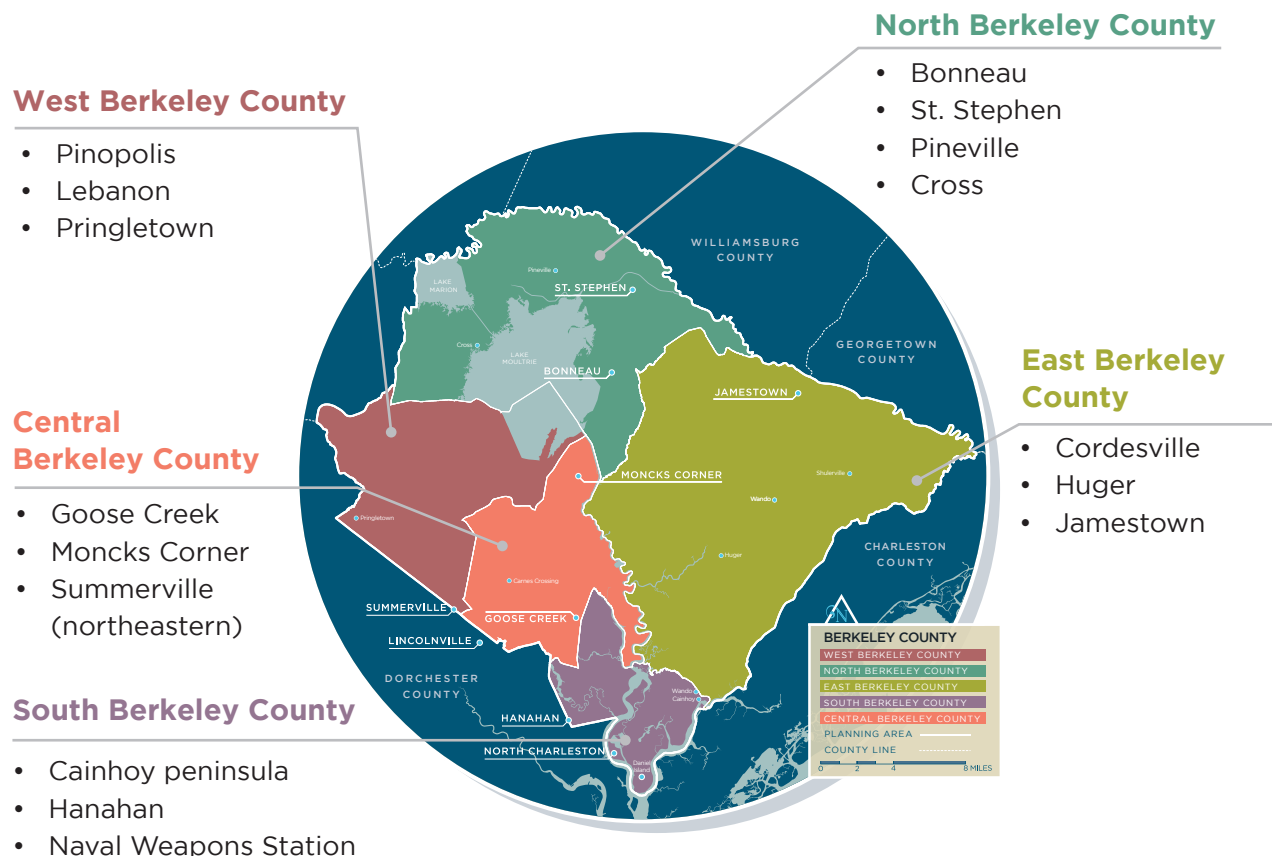 North Berkeley County
• Bonneau
• St. Stephen
• Pineville
• Cross
West Berkeley County
• Pinopolis
• Lebanon
• Pringletown
Central
Berkeley County
• Goose Creek
• Moncks Corner
• Summerville
(northeastern)
South Berkeley County
• Cainhoy peninsula
• Hanahan
• Naval Weapons Station
East Berkeley
County
• Cordesville
• Huger
• Jamestown
WILLIAMSBURG
COUNTY
GEORGETOWN
COUNTY
CHARLESTON
COUNTY
DORCHESTER
COUNTY
LAKE
MARION
Pineville
ST. STEPHEN
Cross
LAKE
MOULTRIE
BONNEAU
JAMESTOWN
MONCKS CORNER
Shulerville
Wando
Pringletown
Huger
Carnes Crossing
SUMMERVILLE
GOOSE CREEK
LINCOLNVILLE
Wando
Cainhoy
HANAHAN
NORTH CHARLESTON
Daniel
Island
N
BERKELEY COUNTY
WEST BERKELEY COUNTY
NORTH BERKELEY COUNTY
EAST BERKELEY COUNTY
SOUTH BERKELEY COUNTY
CENTRAL BERKELEY COUNTY
PLANNING AREA
COUNTY LINE
0 2 4 8 MILES